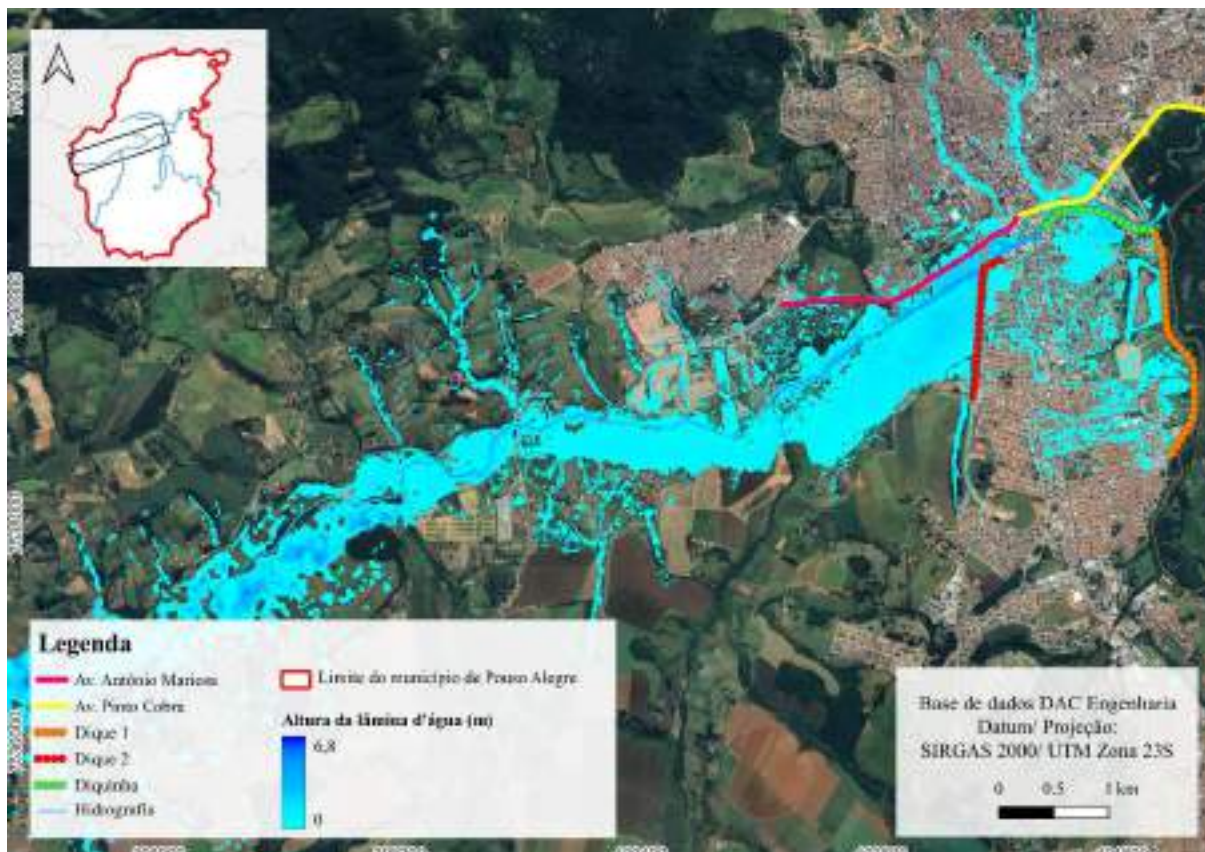 Legenda
Av. Antônio Mariosa
Av. Pinto Cobra
Dique 1
Dique 2
Diquinha
Hidrografia
Limite do município de Pouso Alegre
Altura da lâmina d'água (m)
6,8
0
Base de dados DAC Engenharia
Datum/ Projeção:
SIRGAS 2000/ UTM Zona 23S
0 0.5 1 km